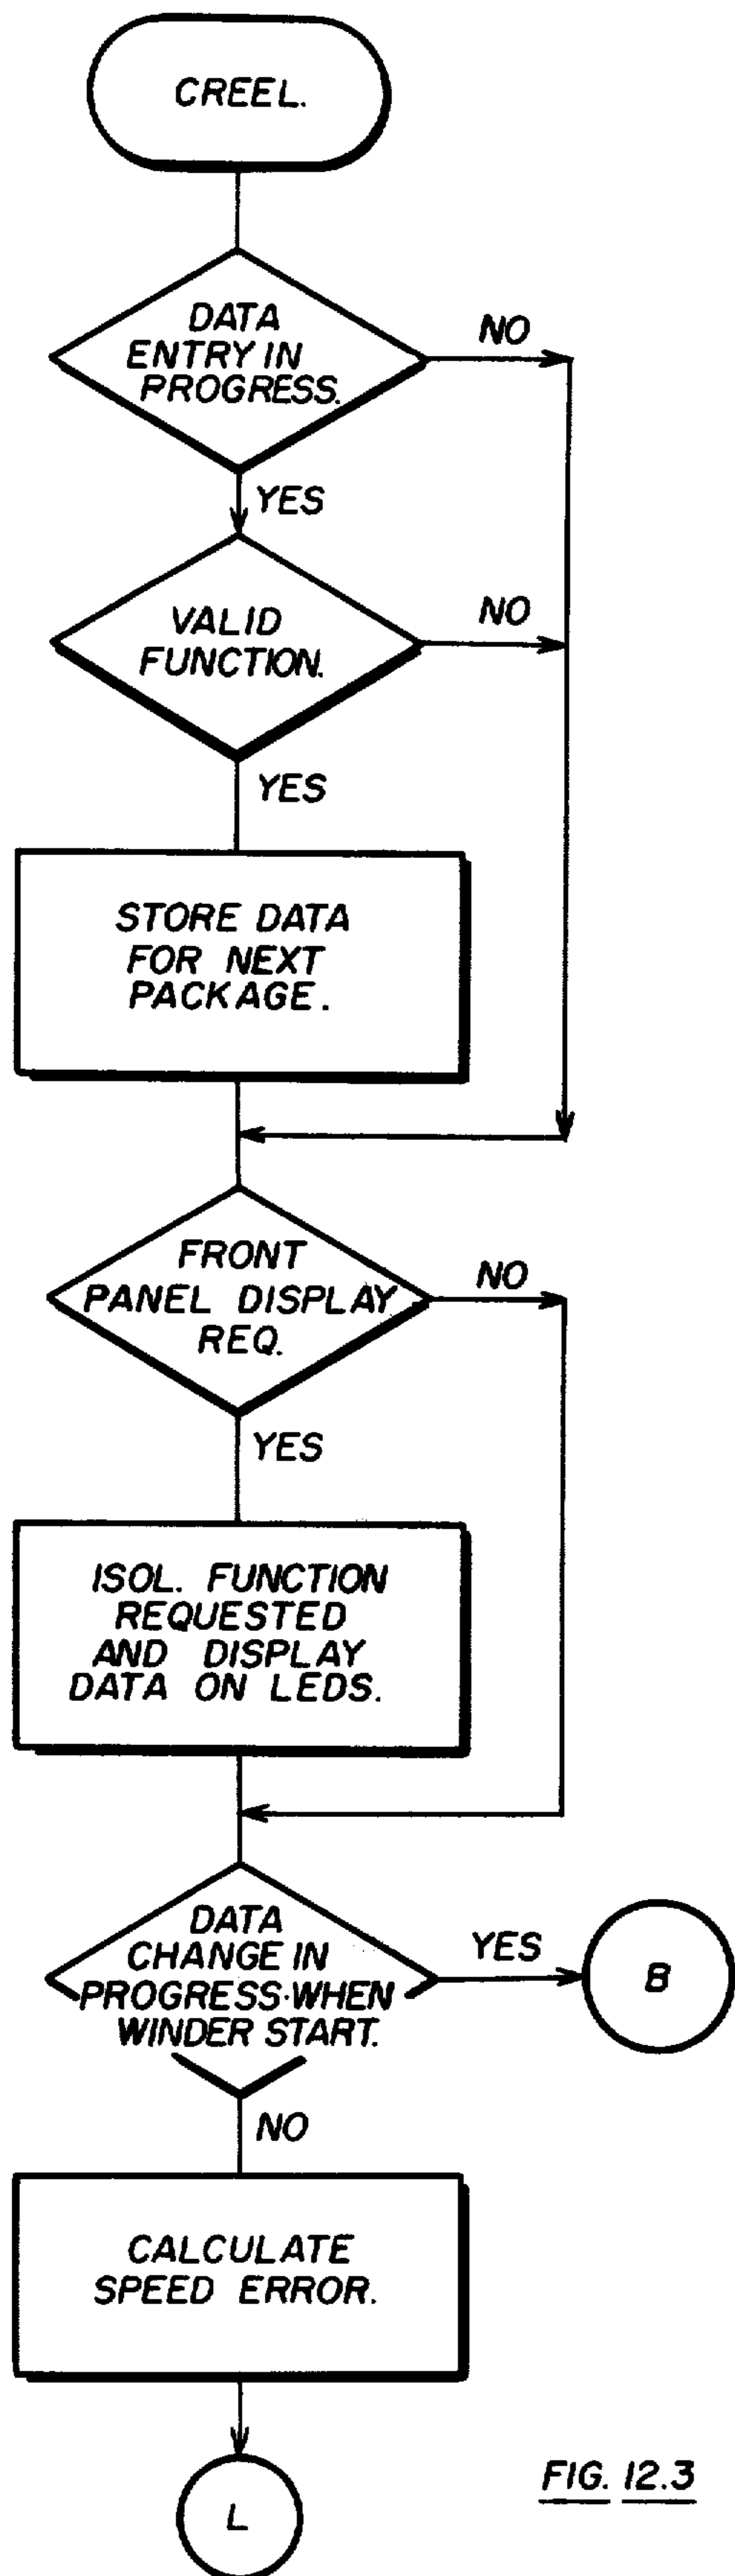 CREEL.
DATA
ENTRY IN
PROGRESS.
NO
YES
VALID
FUNCTION.
NO
YES
STORE DATA
FOR NEXT
PACKAGE.
FRONT
PANEL DISPLAY
REQ.
NO
YES
ISOL. FUNCTION
REQUESTED
AND DISPLAY
DATA ON LEDS.
DATA
CHANGE IN
PROGRESS·WHEN
WINDER START.
YES
B
NO
CALCULATE
SPEED ERROR.
L
FIG. 12.3